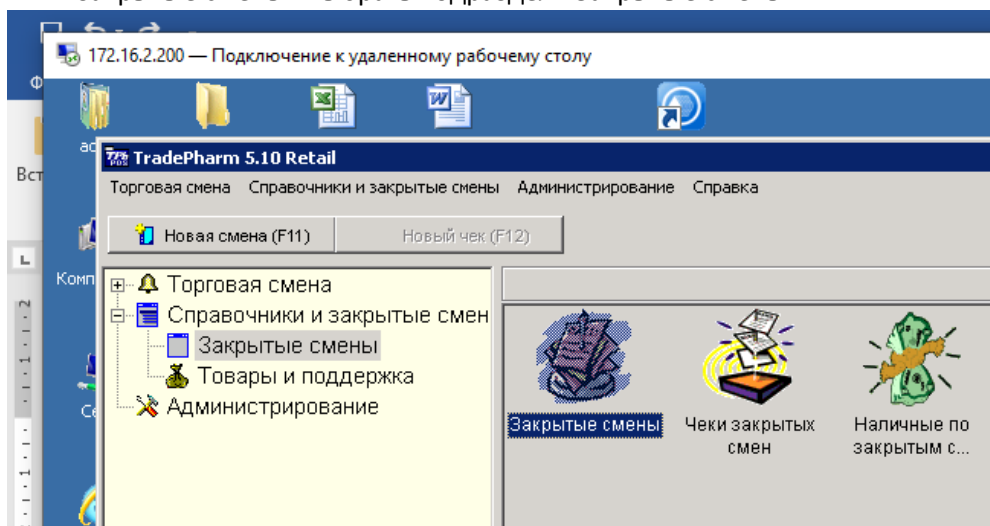 172.16.2.200 — Подключение к удаленному рабочему столу
TradePharm 5.10 Retail
Торговая смена Справочники и закрытые смены Администрирование Справка
Новая смена (F11) Новый чек (F12)
Торговая смена
Справочники и закрытые смен
Закрытые смены
Товары и поддержка
Администрирование
Закрытые смены
Чеки закрытых
смен
Наличные по
закрытым с...
Вст
Комп